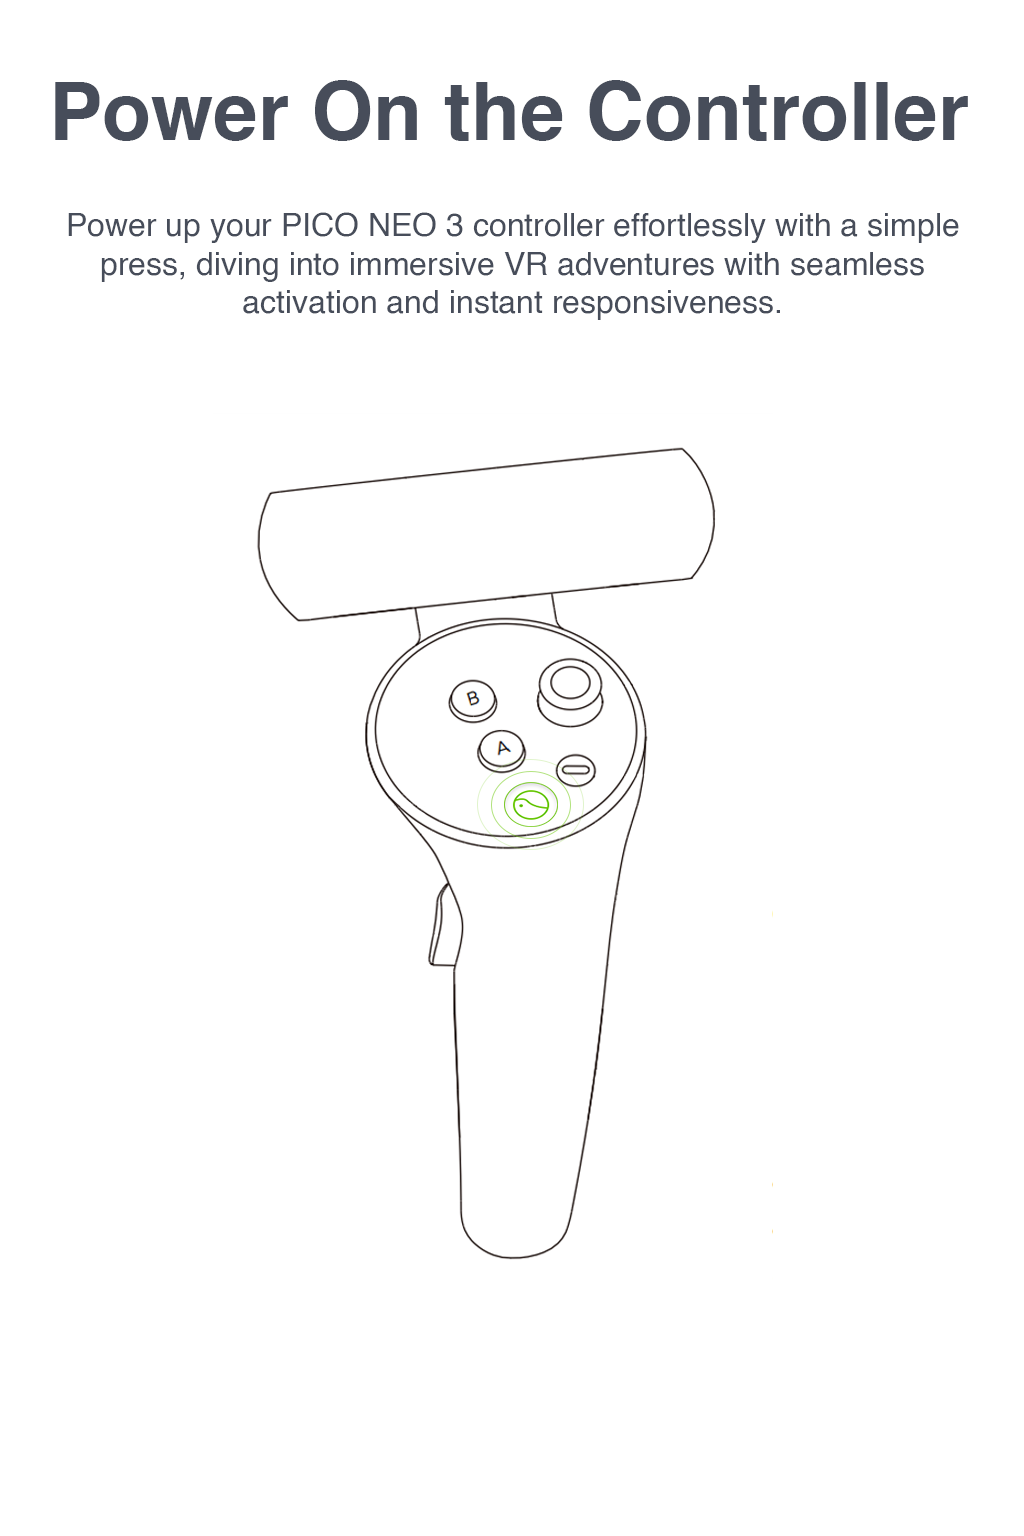 Power On the Controller
Power up your PICO NEO 3 controller effortlessly with a simple
press, diving into immersive VR adventures with seamless
activation and instant responsiveness.
B
A